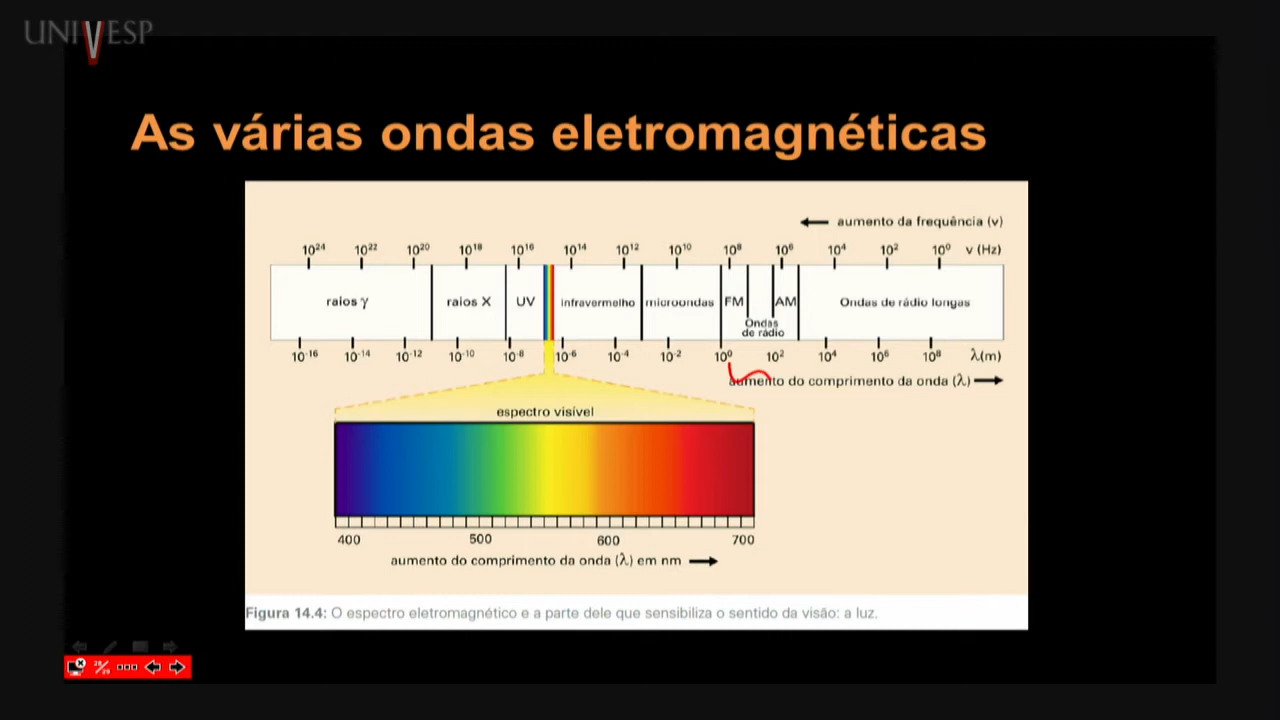 UNIVESP
As várias ondas eletromagnéticas
aumento da frequência (ν)
10²⁴ 10²² 10²⁰ 10¹⁸ 10¹⁶ 10¹⁴ 10¹² 10¹⁰ 10⁸ 10⁶ 10⁴ 10² 10⁰ ν (Hz)
raios γ raios X UV infravermelho microondas FM AM Ondas de rádio longas
Ondas
de rádio
10⁻¹⁶ 10⁻¹⁴ 10⁻¹² 10⁻¹⁰ 10⁻⁸ 10⁻⁶ 10⁻⁴ 10⁻² 10⁰ 10² 10⁴ 10⁶ 10⁸ λ(m)
aumento do comprimento da onda (λ)
espectro visível
400 500 600 700
aumento do comprimento da onda (λ) em nm
Figura 14.4: O espectro eletromagnético e a parte dele que sensibiliza o sentido da visão: a luz.
28/29